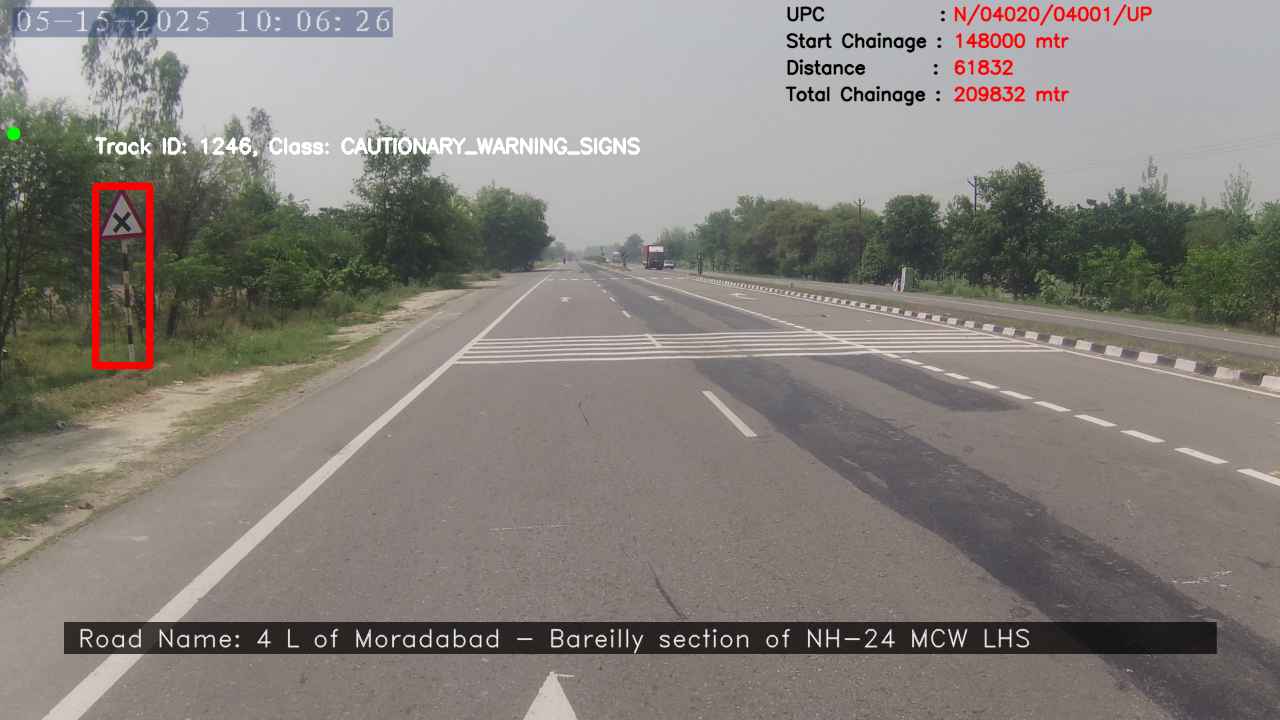 05-15-2025 10:06:26
UPC : N/04020/04001/UP
Start Chainage : 148000 mtr
Distance : 61832
Total Chainage : 209832 mtr
Track ID: 1246, Class: CAUTIONARY_WARNING_SIGNS
Road Name: 4 L of Moradabad - Bareilly section of NH-24 MCW LHS